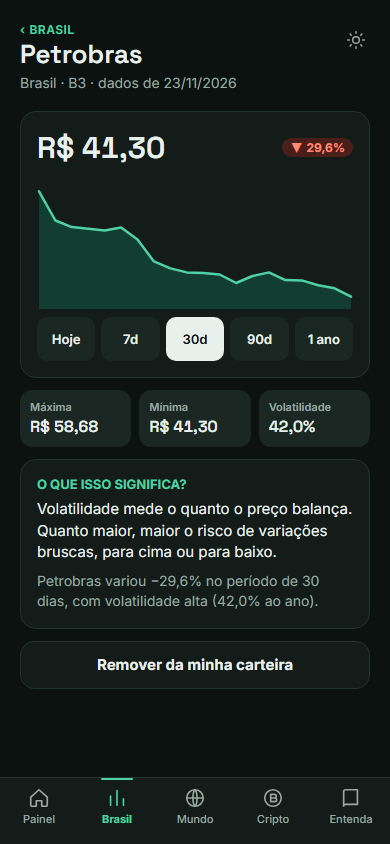 ‹ BRASIL
Petrobras
Brasil · B3 · dados de 23/11/2026
R$ 41,30
▼ 29,6%
Hoje 7d 30d 90d 1 ano
Máxima Mínima Volatilidade
R$ 58,68 R$ 41,30 42,0%
O QUE ISSO SIGNIFICA?
Volatilidade mede o quanto o preço balança.
Quanto maior, maior o risco de variações
bruscas, para cima ou para baixo.
Petrobras variou −29,6% no período de 30
dias, com volatilidade alta (42,0% ao ano).
Remover da minha carteira
Painel Brasil Mundo Cripto Entenda